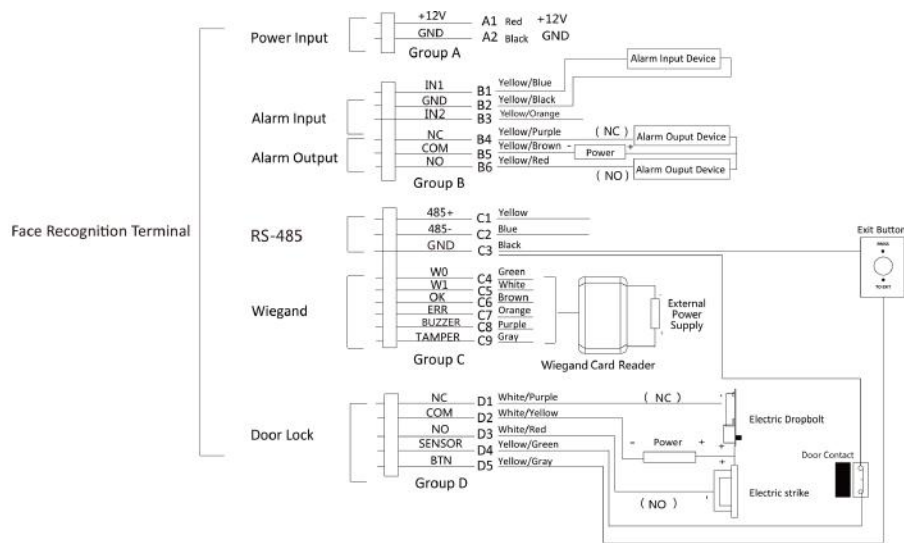 Face Recognition Terminal
Power Input
+12V A1 Red +12V
GND A2 Black GND
Group A
Alarm Input
Alarm Output
IN1 B1 Yellow/Blue
GND B2 Yellow/Black
IN2 B3 Yellow/Orange
NC B4 Yellow/Purple (NC)
COM B5 Yellow/Brown - Power +
NO B6 Yellow/Red (NO)
Group B
Alarm Input Device
Alarm Ouput Device
Alarm Ouput Device
RS-485
485+ C1 Yellow
485- C2 Blue
GND C3 Black
Wiegand
W0 C4 Green
W1 C5 White
OK C6 Brown
ERR C7 Orange
BUZZER C8 Purple
TAMPER C9 Gray
Group C
Wiegand Card Reader
External
Power
Supply
Exit Button
PRESS
TO EXIT
Door Lock
NC D1 White/Purple (NC) -
COM D2 White/Yellow - Power + +
NO D3 White/Red (NO) - +
SENSOR D4 Yellow/Green
BTN D5 Yellow/Gray
Group D
Electric Dropbolt
Electric strike
Door Contact